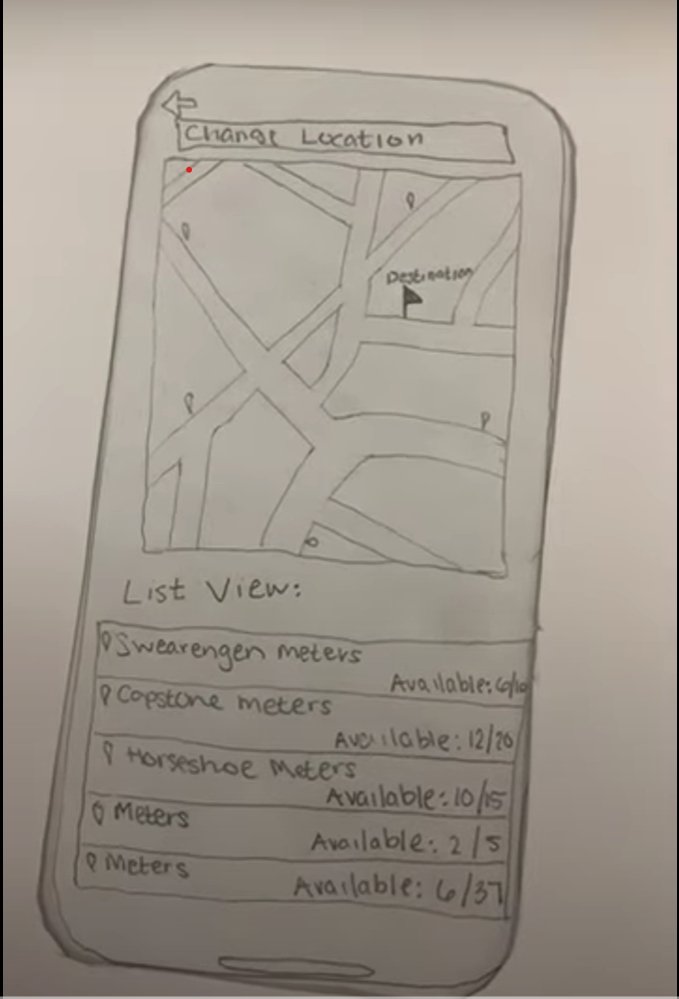 Change Location
Destination
List View:
Swearengen meters
Available: 6/10
Capstone meters
Available: 12/20
Horseshoe Meters
Available: 10/15
Meters
Available: 2/5
Meters
Available: 6/37